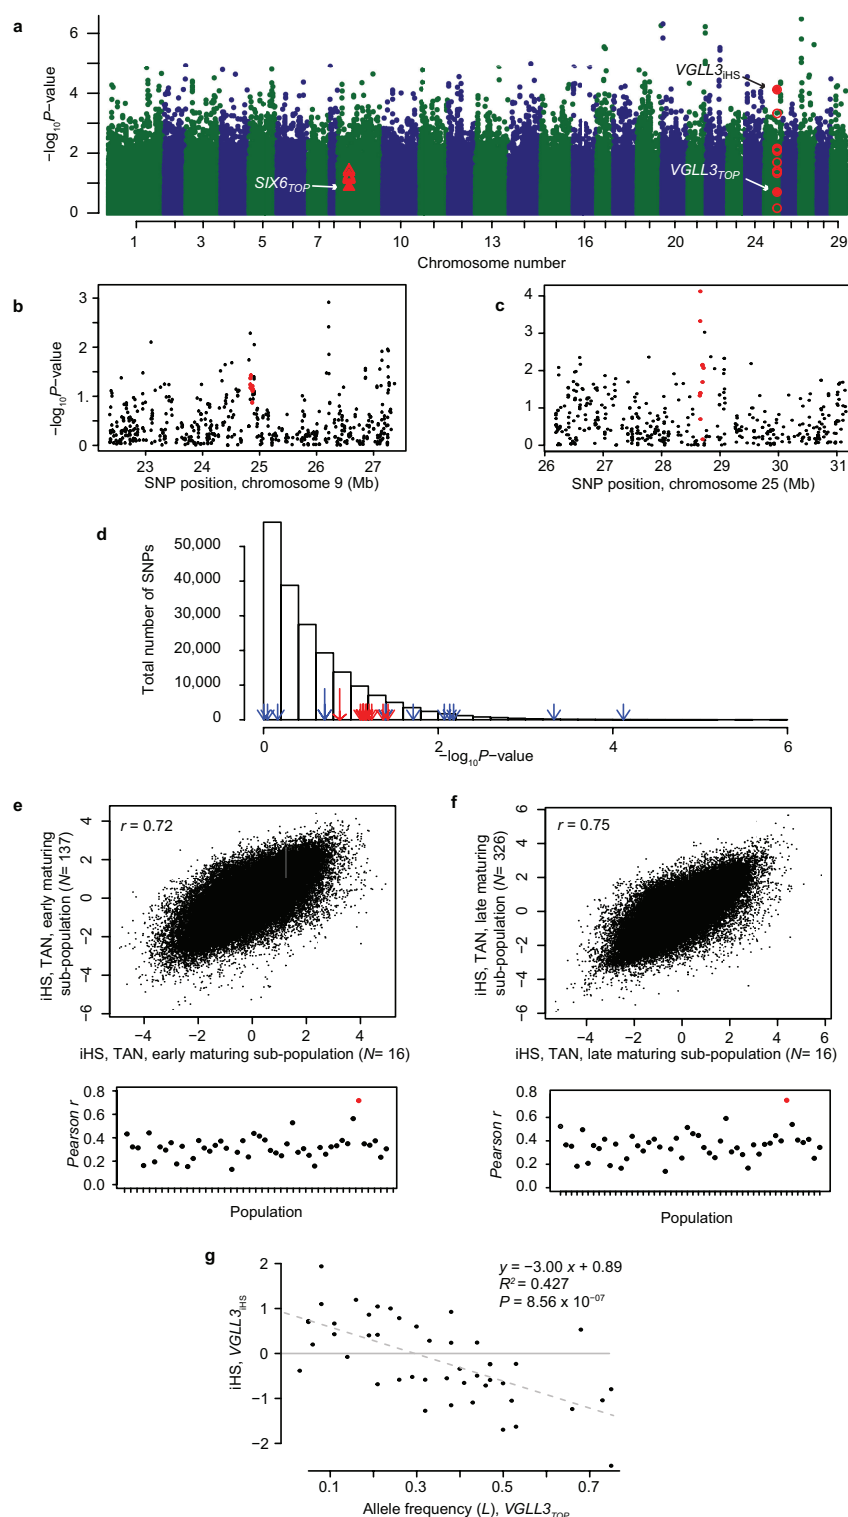 a
6
4
2
0
−log10P−value
VGLL3iHS
SIX6TOP
VGLL3TOP
1 3 5 7 10 13 16 20 24 29
Chromosome number
b
3
2
1
0
−log10P−value
23 24 25 26 27
SNP position, chromosome 9 (Mb)
c
4
3
2
1
0
26 27 28 29 30 31
SNP position, chromosome 25 (Mb)
d
50,000
40,000
30,000
20,000
10,000
0
Total number of SNPs
0 2 4 6
−log10P−value
e
r = 0.72
4
2
0
−2
−4
−6
iHS, TAN, early maturing
sub-population (N= 137)
−4 −2 0 2 4
iHS, TAN, early maturing sub-population (N= 16)
f
r = 0.75
6
4
2
0
−2
−4
−6
iHS, TAN, late maturing
sub-population (N= 326)
−4 −2 0 2 4 6
iHS, TAN, late maturing sub-population (N= 16)
0.8
0.6
0.4
0.2
0.0
Pearson r
Population
0.8
0.6
0.4
0.2
0.0
Pearson r
Population
g
y = −3.00 x + 0.89
R2 = 0.427
P = 8.56 x 10−07
2
1
0
−1
−2
iHS, VGLL3iHS
0.1 0.3 0.5 0.7
Allele frequency (L), VGLL3TOP